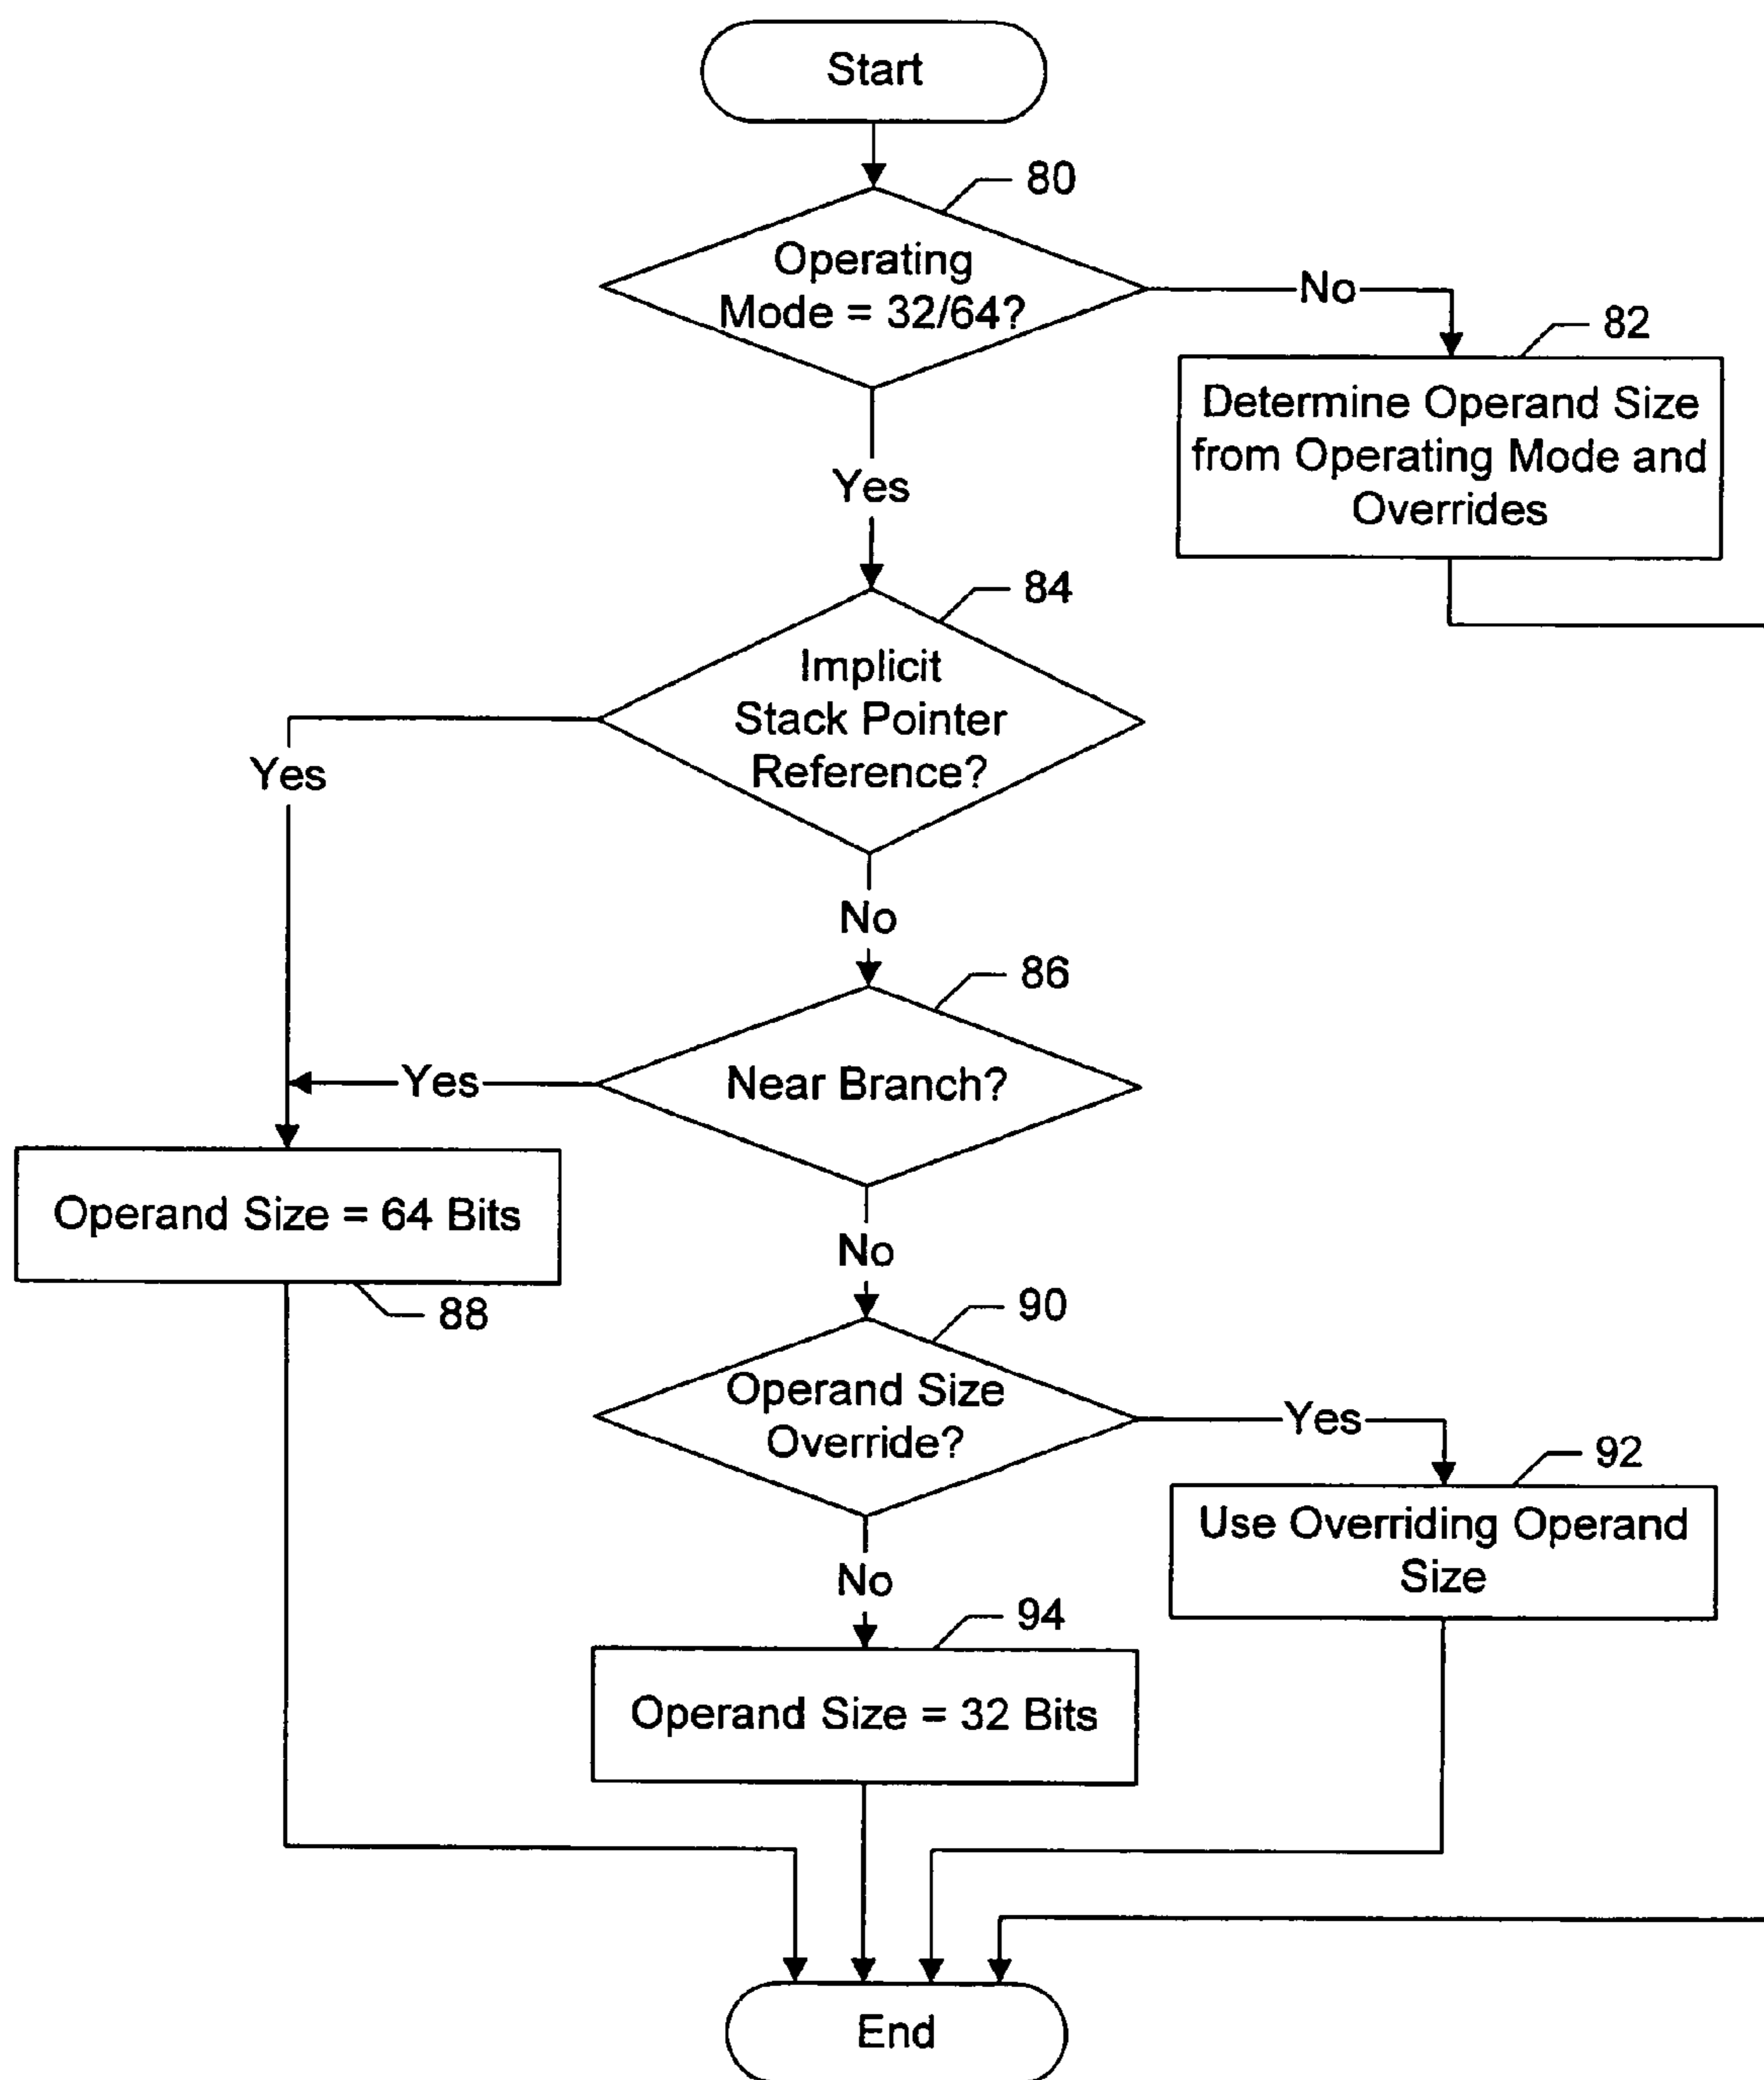 Start
80
Operating
Mode = 32/64?
No
82
Determine Operand Size
from Operating Mode and
Overrides
Yes
84
Implicit
Stack Pointer
Reference?
Yes
No
86
Near Branch?
Yes
Operand Size = 64 Bits
88
No
90
Operand Size
Override?
Yes
92
Use Overriding Operand
Size
No
94
Operand Size = 32 Bits
End